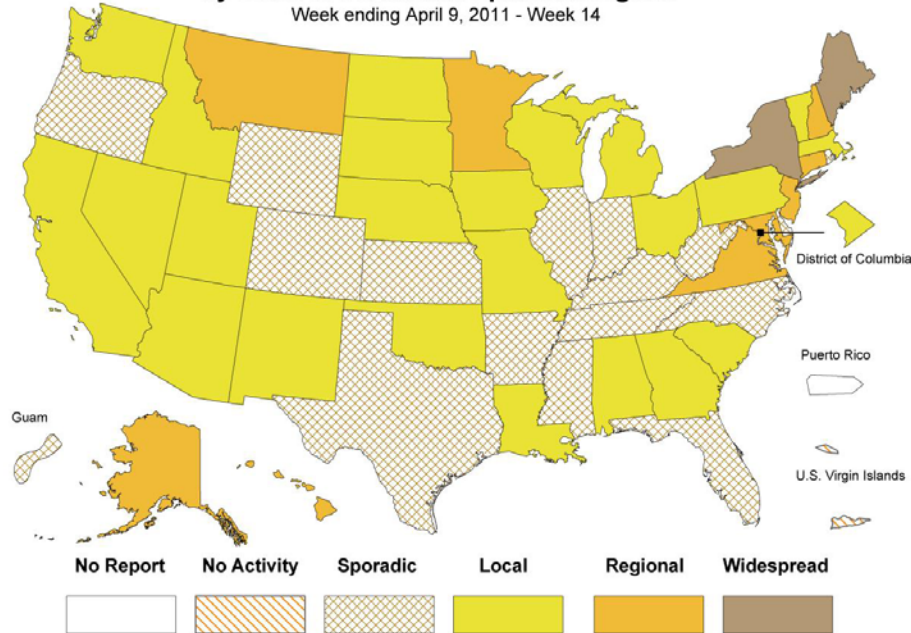 Week ending April 9, 2011 - Week 14
District of Columbia
Puerto Rico
Guam
U.S. Virgin Islands
No Report
No Activity
Sporadic
Local
Regional
Widespread